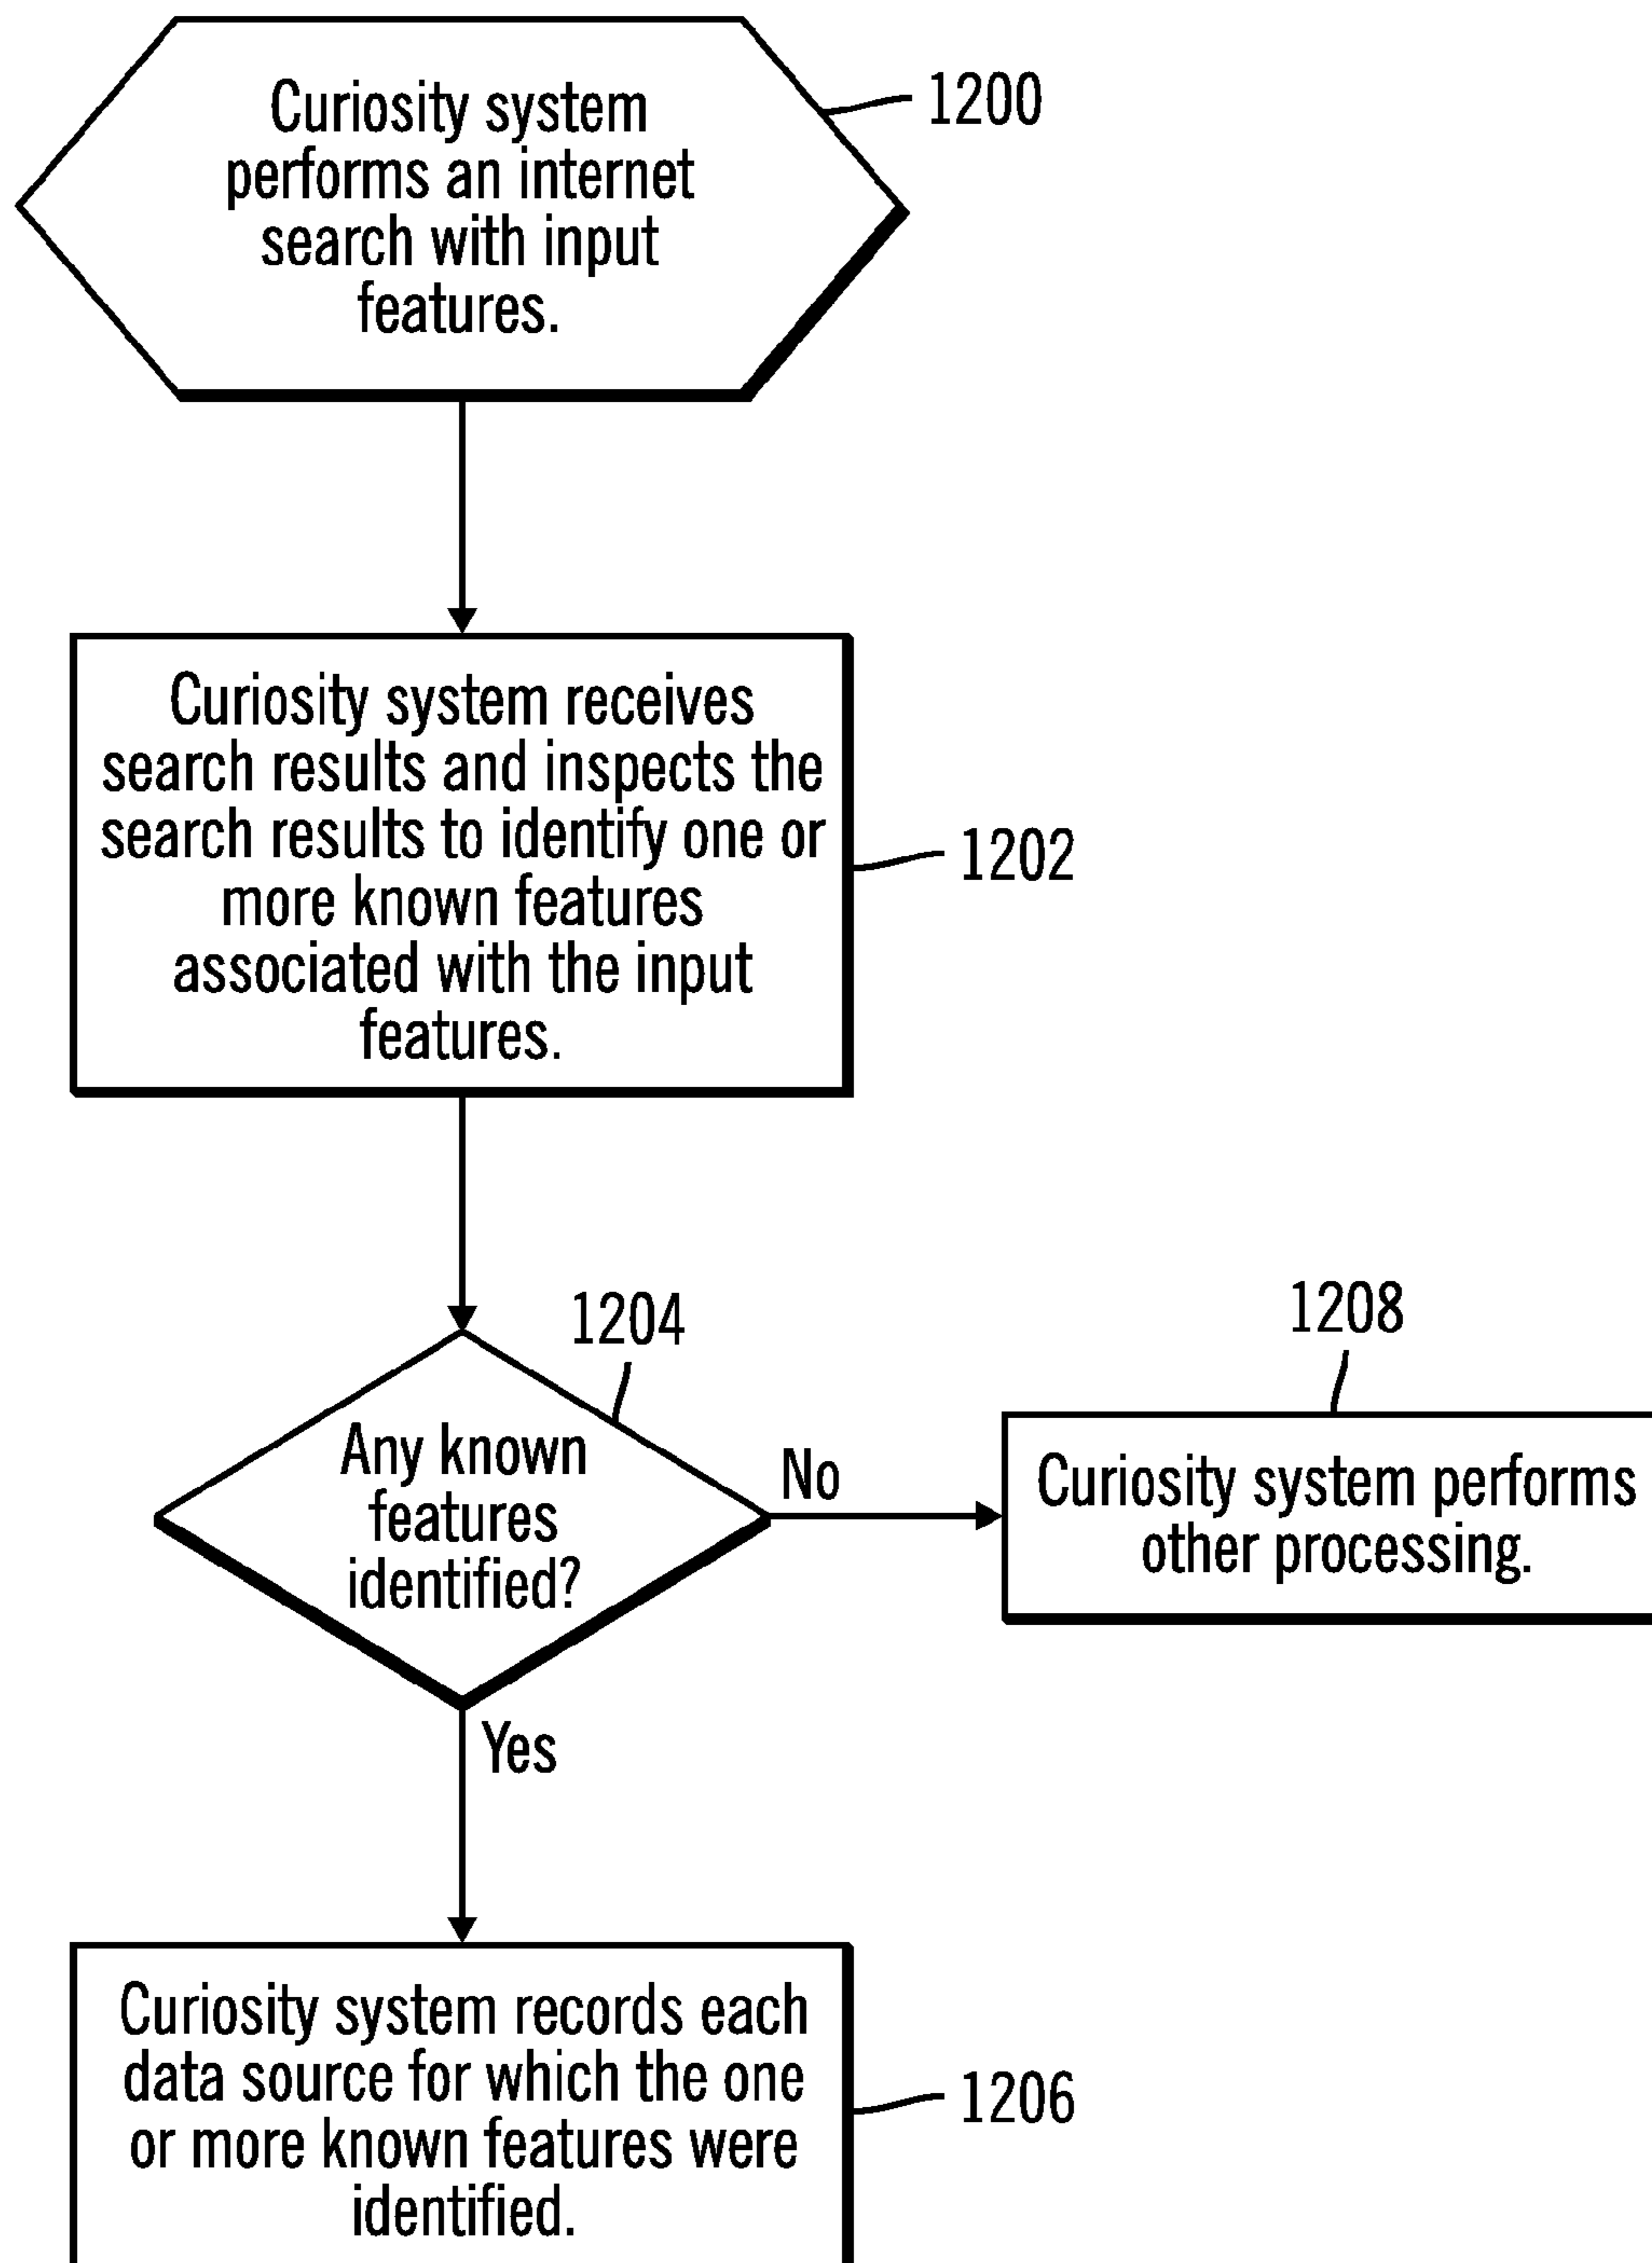 Curiosity system
performs an internet
search with input
features.
1200
Curiosity system receives
search results and inspects the
search results to identify one or
more known features
associated with the input
features.
1202
1204
Any known
features
identified?
No
1208
Curiosity system performs
other processing.
Yes
Curiosity system records each
data source for which the one
or more known features were
identified.
1206